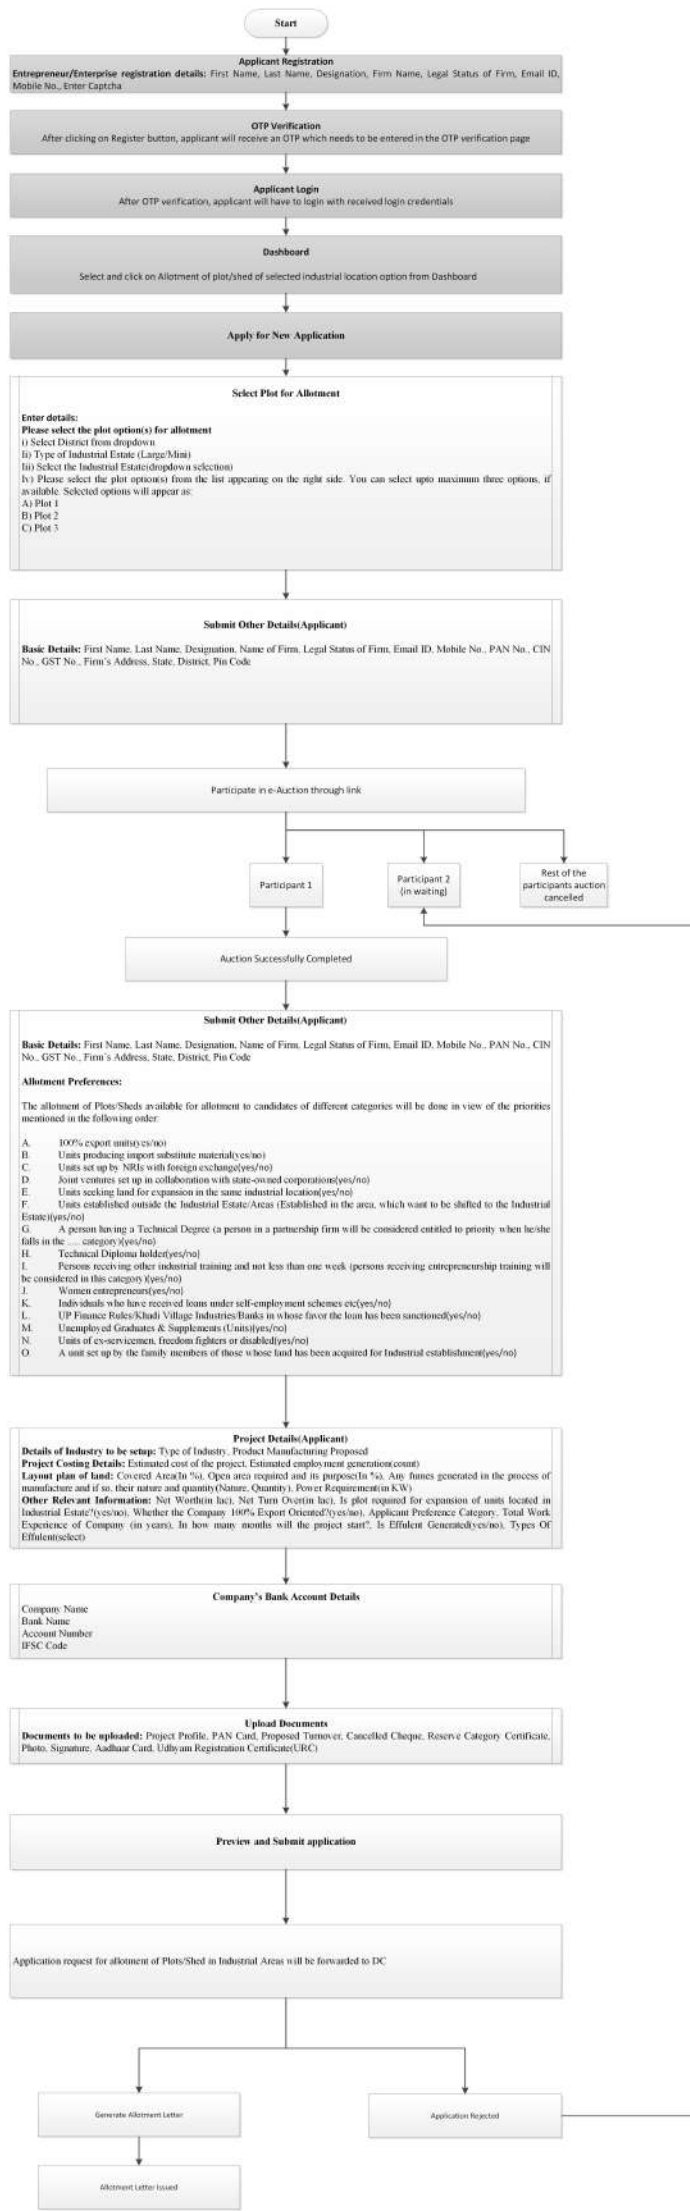 Start
Applicant Registration
Entrepreneur/Enterprise registration details: First Name, Last Name, Designation, Firm Name, Legal Status of Firm, Email ID,
Mobile No., Enter Captcha
OTP Verification
After clicking on Register button, applicant will receive an OTP which needs to be entered in the OTP verification page
Applicant Login
After OTP verification, applicant will have to login with received login credentials
Dashboard
Select and click on Allotment of plot/shed of selected industrial location option from Dashboard
Apply for New Application
Select Plot for Allotment
Enter details:
Please select the plot option(s) for allotment
i) Select District from dropdown
Ii) Type of Industrial Estate (Large/Mini)
Iii) Select the Industrial Estate(dropdown selection)
Iv) Please select the plot option(s) from the list appearing on the right side. You can select upto maximum three options, if
available. Selected options will appear as:
A) Plot 1
B) Plot 2
C) Plot 3
Submit Other Details(Applicant)
Basic Details: First Name, Last Name, Designation, Name of Firm, Legal Status of Firm, Email ID, Mobile No., PAN No., CIN
No., GST No., Firm's Address, State, District, Pin Code
Participate in e-Auction through link
Participant 1
Participant 2
(in waiting)
Rest of the
participants auction
cancelled
Auction Successfully Completed
Submit Other Details(Applicant)
Basic Details: First Name, Last Name, Designation, Name of Firm, Legal Status of Firm, Email ID, Mobile No., PAN No., CIN
No., GST No., Firm's Address, State, District, Pin Code
Allotment Preferences:
The allotment of Plots/Sheds available for allotment to candidates of different categories will be done in view of the priorities
mentioned in the following order:
A. 100% export units(yes/no)
B. Units producing import substitute material(yes/no)
C. Units set up by NRIs with foreign exchange(yes/no)
D. Joint ventures set up in collaboration with state-owned corporations(yes/no)
E. Units seeking land for expansion in the same industrial location(yes/no)
F. Units established outside the Industrial Estate/Areas (Established in the area, which want to be shifted to the Industrial
Estate)(yes/no)
G. A person having a Technical Degree (a person in a partnership firm will be considered entitled to priority when he/she
falls in the ..... category)(yes/no)
H. Technical Diploma holder(yes/no)
I. Persons receiving other industrial training and not less than one week (persons receiving entrepreneurship training will
be considered in this category)(yes/no)
J. Women entrepreneurs(yes/no)
K. Individuals who have received loans under self-employment schemes etc(yes/no)
L. UP Finance Rules/Khadi Village Industries/Banks in whose favor the loan has been sanctioned(yes/no)
M. Unemployed Graduates & Supplements (Units)(yes/no)
N. Units of ex-servicemen, freedom fighters or disabled(yes/no)
O. A unit set up by the family members of those whose land has been acquired for Industrial establishment(yes/no)
Project Details(Applicant)
Details of Industry to be setup: Type of Industry, Product Manufacturing Proposed
Project Costing Details: Estimated cost of the project, Estimated employment generation(count)
Layout plan of land: Covered Area(In %), Open area required and its purpose(In %), Any fumes generated in the process of
manufacture and if so, their nature and quantity(Nature, Quantity), Power Requirement(in KW)
Other Relevant Information: Net Worth(in lac), Net Turn Over(in lac), Is plot required for expansion of units located in
Industrial Estate?(yes/no), Whether the Company 100% Export Oriented?(yes/no), Applicant Preference Category, Total Work
Experience of Company (in years), In how many months will the project start?, Is Effulent Generated(yes/no), Types Of
Effulent(select)
Company's Bank Account Details
Company Name
Bank Name
Account Number
IFSC Code
Upload Documents
Documents to be uploaded: Project Profile, PAN Card, Proposed Turnover, Cancelled Cheque, Reserve Category Certificate,
Photo, Signature, Aadhaar Card, Udhyam Registration Certificate(URC)
Preview and Submit application
Application request for allotment of Plots/Shed in Industrial Areas will be forwarded to DC
Generate Allotment Letter
Application Rejected
Allotment Letter Issued